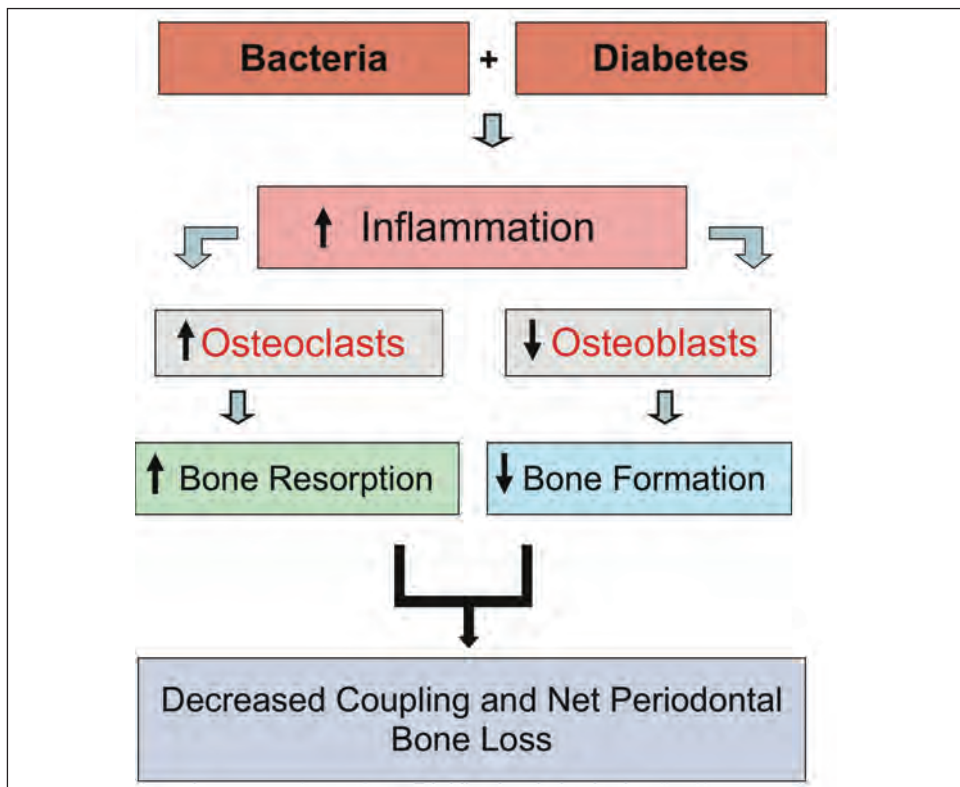 Bacteria + Diabetes
↑ Inflammation
↑ Osteoclasts ↓ Osteoblasts
↑ Bone Resorption ↓ Bone Formation
Decreased Coupling and Net Periodontal
Bone Loss